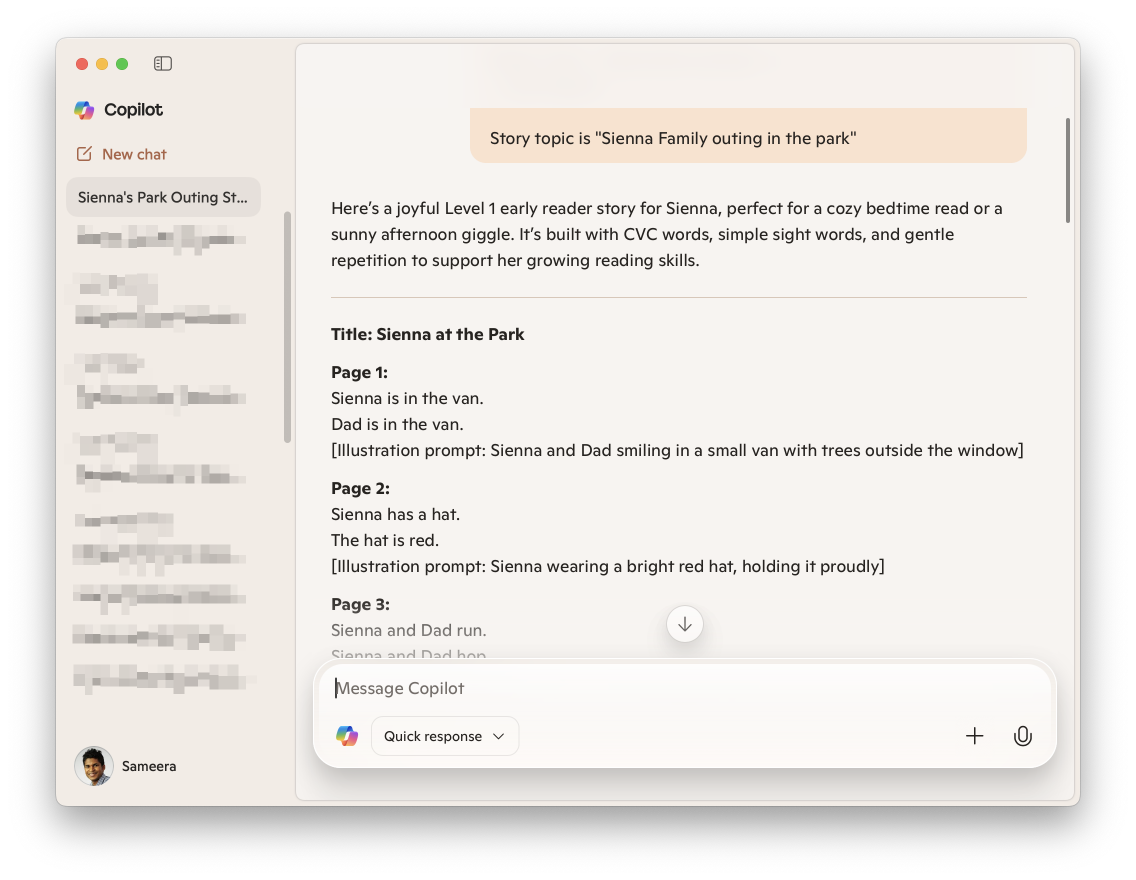 Copilot
New chat
Sienna's Park Outing St...
Sameera
Story topic is "Sienna Family outing in the park"
Here’s a joyful Level 1 early reader story for Sienna, perfect for a cozy bedtime read or a
sunny afternoon giggle. It’s built with CVC words, simple sight words, and gentle
repetition to support her growing reading skills.
Title: Sienna at the Park
Page 1:
Sienna is in the van.
Dad is in the van.
[Illustration prompt: Sienna and Dad smiling in a small van with trees outside the window]
Page 2:
Sienna has a hat.
The hat is red.
[Illustration prompt: Sienna wearing a bright red hat, holding it proudly]
Page 3:
Sienna and Dad run.
Sienna and Dad hop.
Message Copilot
Quick response